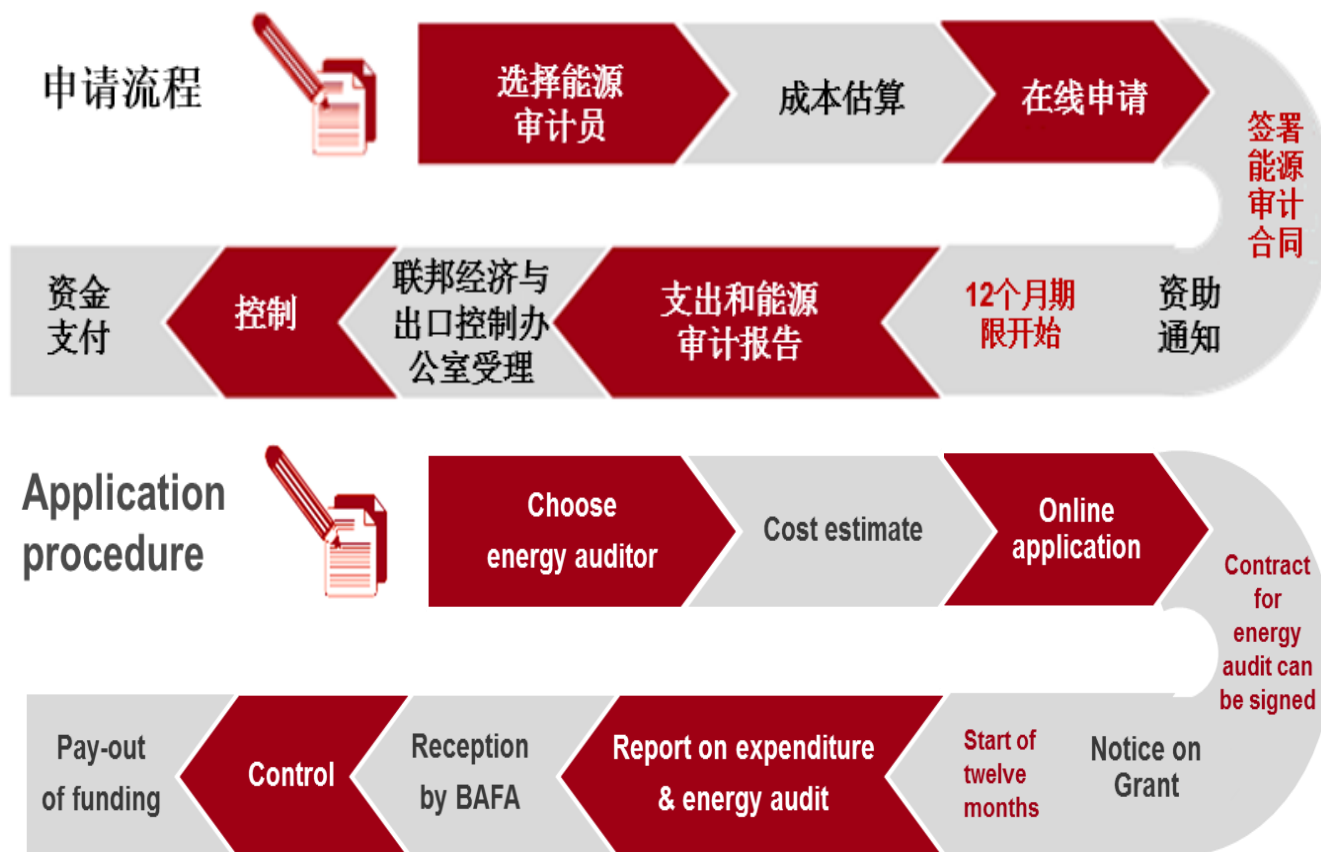 申请流程
选择能源
审计员
成本估算
在线申请
签署
能源
审计
合同
资助
通知
12个月期
限开始
支出和能源
审计报告
联邦经济与
出口控制办
公室受理
控制
资金
支付
Application
procedure
Choose
energy auditor
Cost estimate
Online
application
Contract
for
energy
audit can
be signed
Notice on
Grant
Start of
twelve
months
Report on expenditure
& energy audit
Reception
by BAFA
Control
Pay-out
of funding